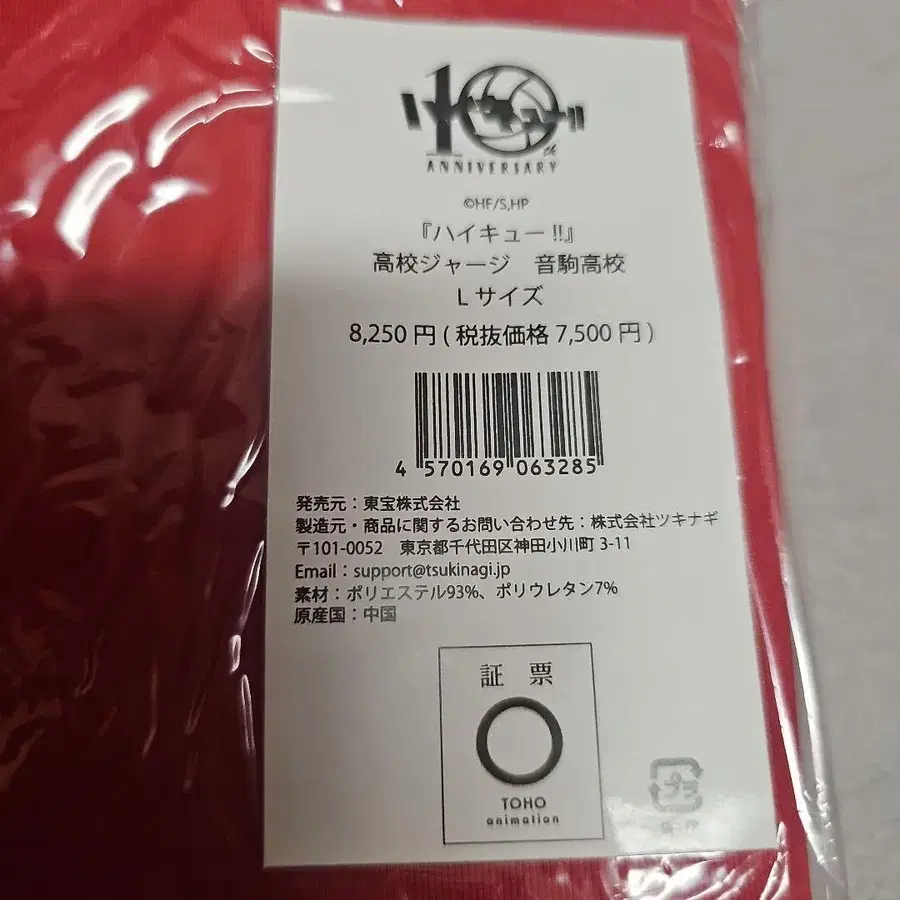 ハイキュー!!
10th
ANNIVERSARY
©HF/S,HP
『ハイキュー!!』
高校ジャージ　音駒高校
Lサイズ
8,250 円 ( 税抜価格 7,500 円 )
4 570169 063285
発売元：東宝株式会社
製造元・商品に関するお問い合わせ先：株式会社ツキナギ
〒101-0052　東京都千代田区神田小川町 3-11
Email：support@tsukinagi.jp
素材：ポリエステル93%、ポリウレタン7%
原産国：中国
証 票
TOHO
animation
プラ